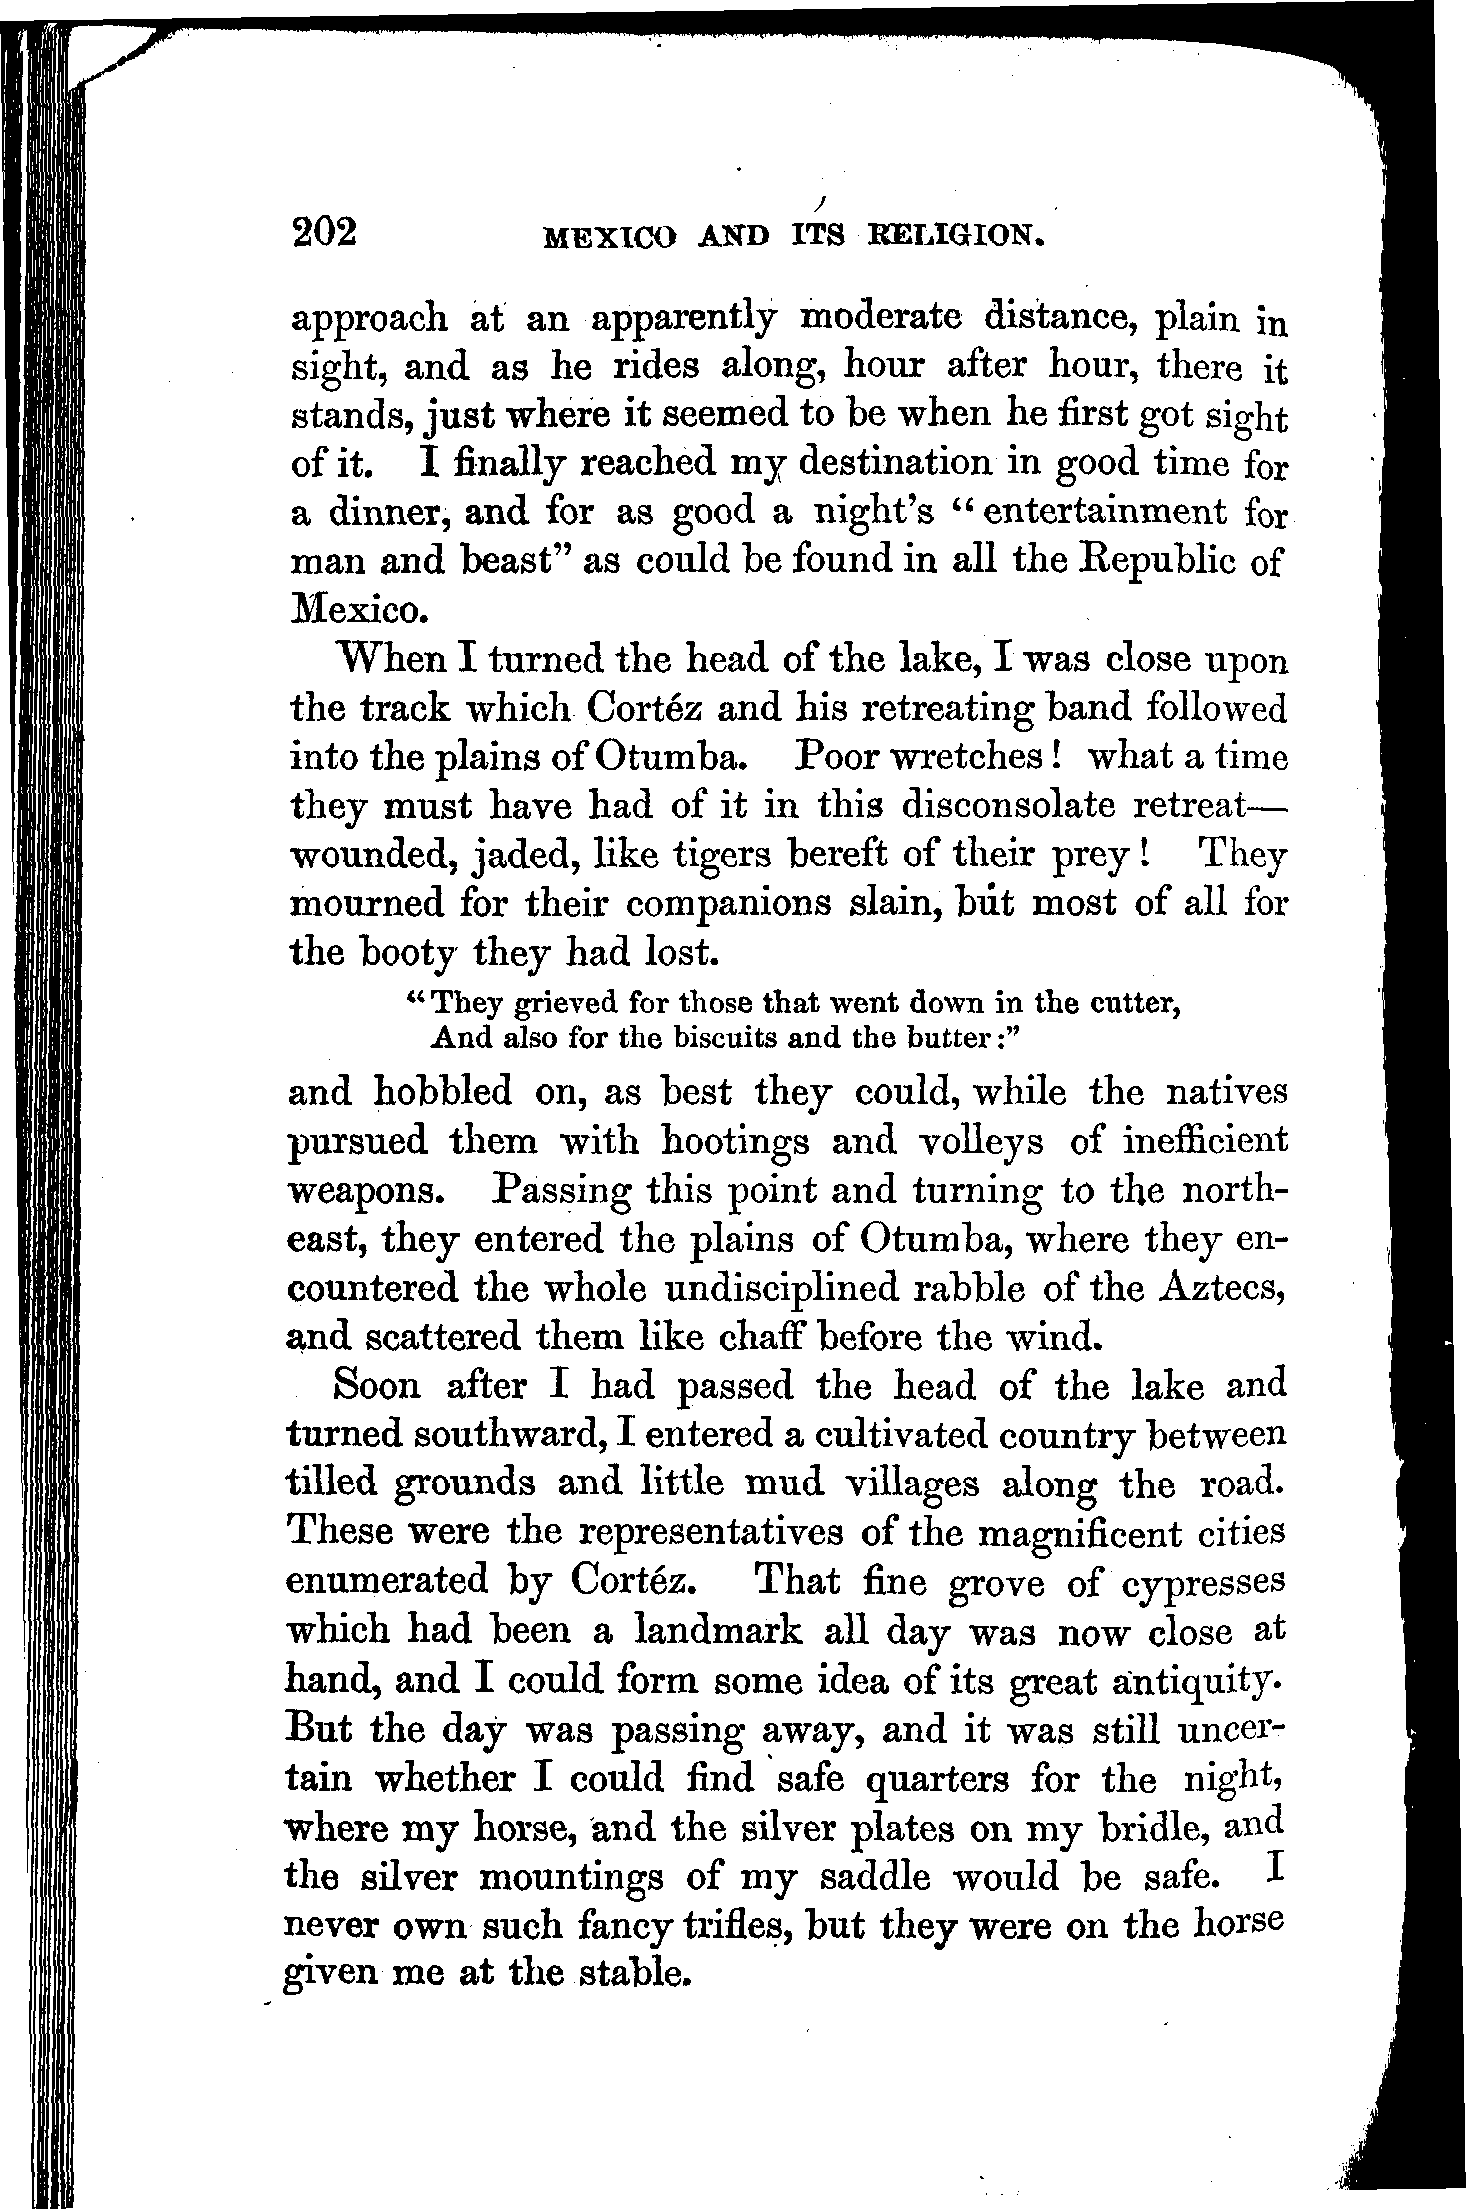 202 MEXICO AND ITS RELIGION.
approach at an apparently moderate distance, plain in
sight, and as he rides along, hour after hour, there it
stands, just where it seemed to be when he first got sight
of it. I finally reached my destination in good time for
a dinner, and for as good a night's “entertainment for
man and beast” as could be found in all the Republic of
Mexico.
When I turned the head of the lake, I was close upon
the track which Cortéz and his retreating band followed
into the plains of Otumba. Poor wretches! what a time
they must have had of it in this disconsolate retreat—
wounded, jaded, like tigers bereft of their prey! They
mourned for their companions slain, but most of all for
the booty they had lost.
“They grieved for those that went down in the cutter,
And also for the biscuits and the butter:”
and hobbled on, as best they could, while the natives
pursued them with hootings and volleys of inefficient
weapons. Passing this point and turning to the north-
east, they entered the plains of Otumba, where they en-
countered the whole undisciplined rabble of the Aztecs,
and scattered them like chaff before the wind.
Soon after I had passed the head of the lake and
turned southward, I entered a cultivated country between
tilled grounds and little mud villages along the road.
These were the representatives of the magnificent cities
enumerated by Cortéz. That fine grove of cypresses
which had been a landmark all day was now close at
hand, and I could form some idea of its great antiquity.
But the day was passing away, and it was still uncer-
tain whether I could find safe quarters for the night,
where my horse, and the silver plates on my bridle, and
the silver mountings of my saddle would be safe. I
never own such fancy trifles, but they were on the horse
given me at the stable.